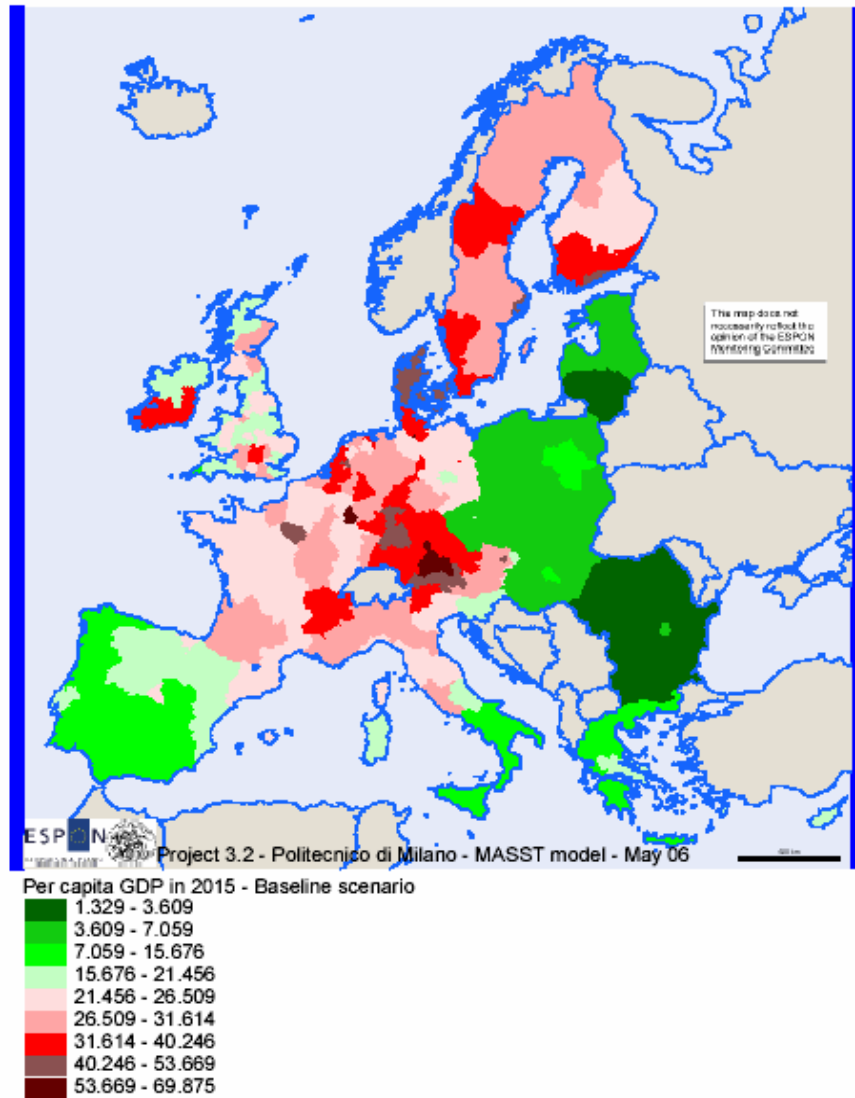 This map does not
necessarily reflect the
opinion of the ESPON
Monitoring Committee
ESPON
Project 3.2 - Politecnico di Milano - MASST model - May 06
Per capita GDP in 2015 - Baseline scenario
1.329 - 3.609
3.609 - 7.059
7.059 - 15.676
15.676 - 21.456
21.456 - 26.509
26.509 - 31.614
31.614 - 40.246
40.246 - 53.669
53.669 - 69.875